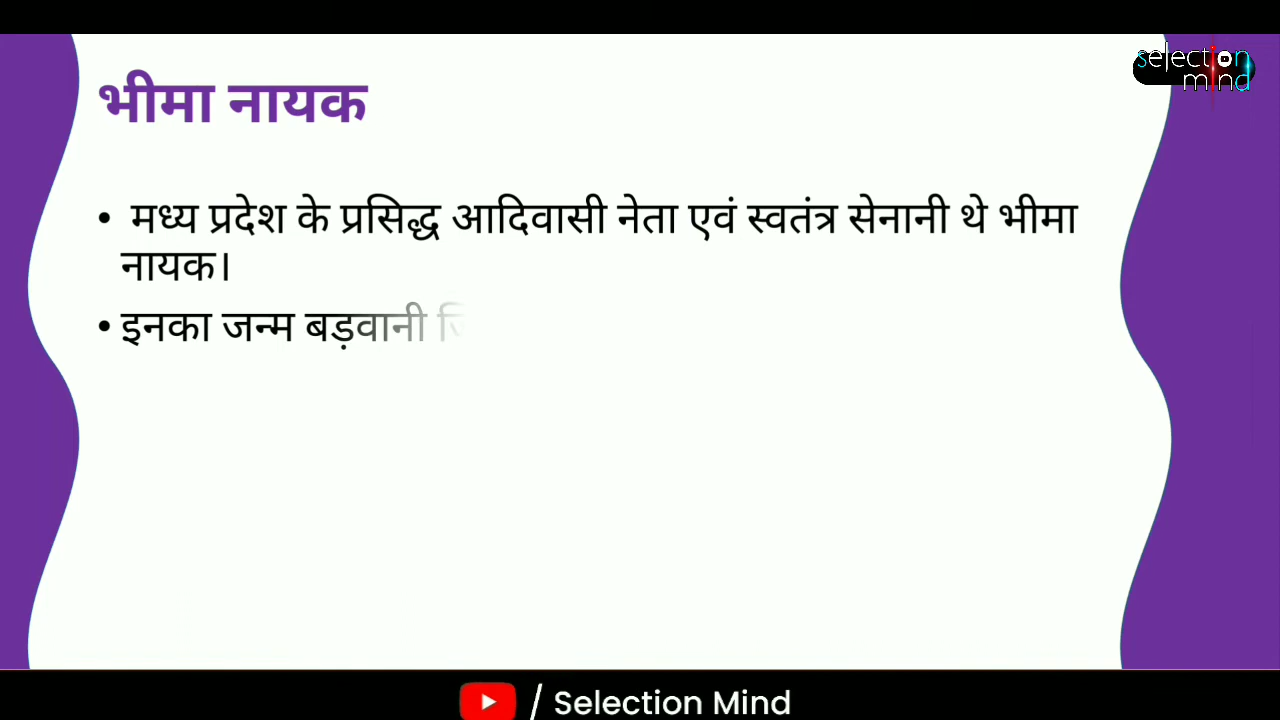 selection
mind
भीमा नायक
• मध्य प्रदेश के प्रसिद्ध आदिवासी नेता एवं स्वतंत्र सेनानी थे भीमा
नायक।
• इनका जन्म बड़वानी
/ Selection Mind